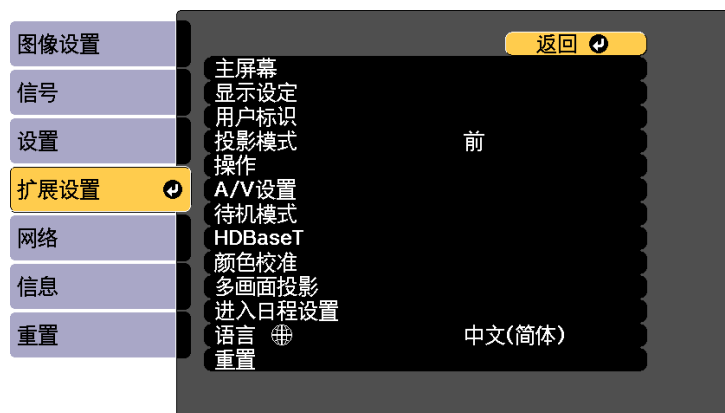 图像设置
信号
设置
扩展设置
网络
信息
重置
返回
主屏幕
显示设定
用户标识
投影模式 前
操作
A/V设置
待机模式
HDBaseT
颜色校准
多画面投影
进入日程设置
语言 中文(简体)
重置